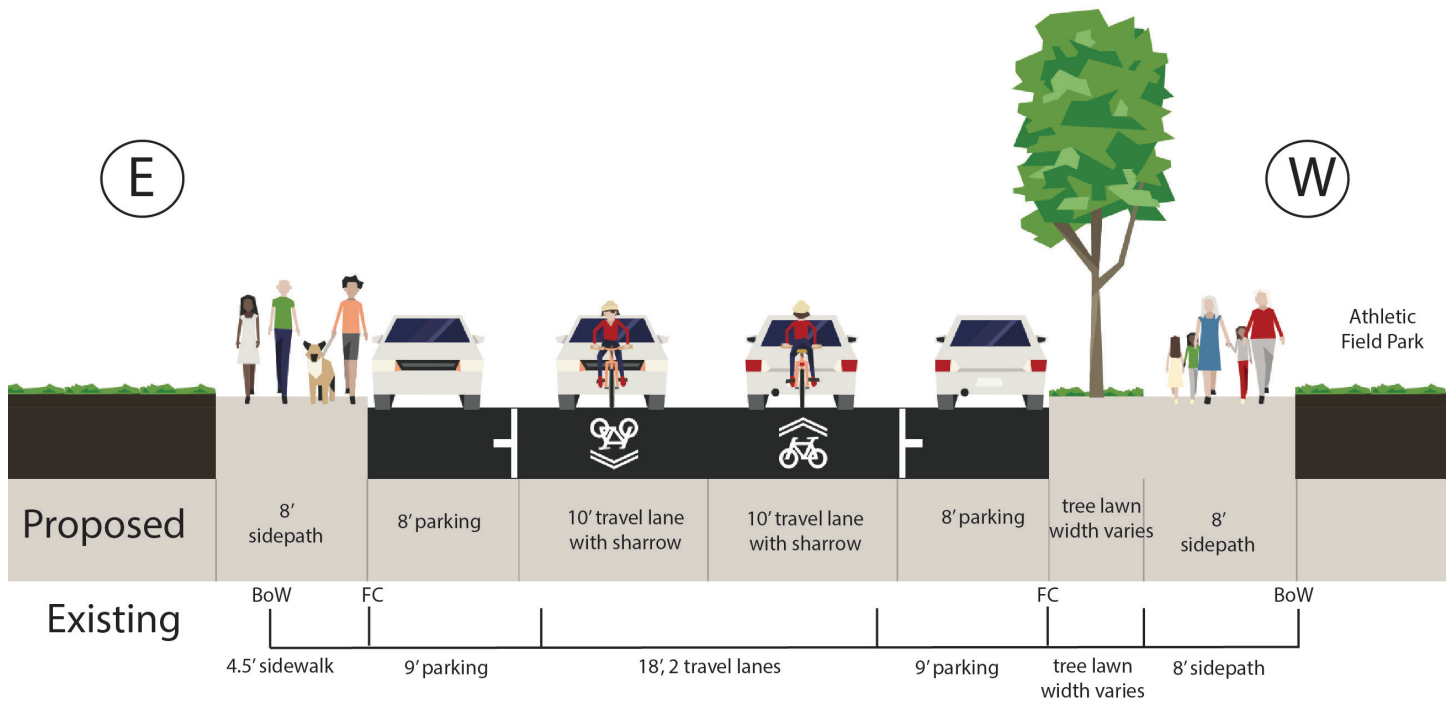 E
W
Athletic
Field Park
Proposed
8’
sidepath
8’ parking
10’ travel lane
with sharrow
10’ travel lane
with sharrow
8’ parking
tree lawn
width varies
8’
sidepath
Existing
BoW
FC
FC
BoW
4.5’ sidewalk
9’ parking
18’, 2 travel lanes
9’ parking
tree lawn
width varies
8’ sidepath